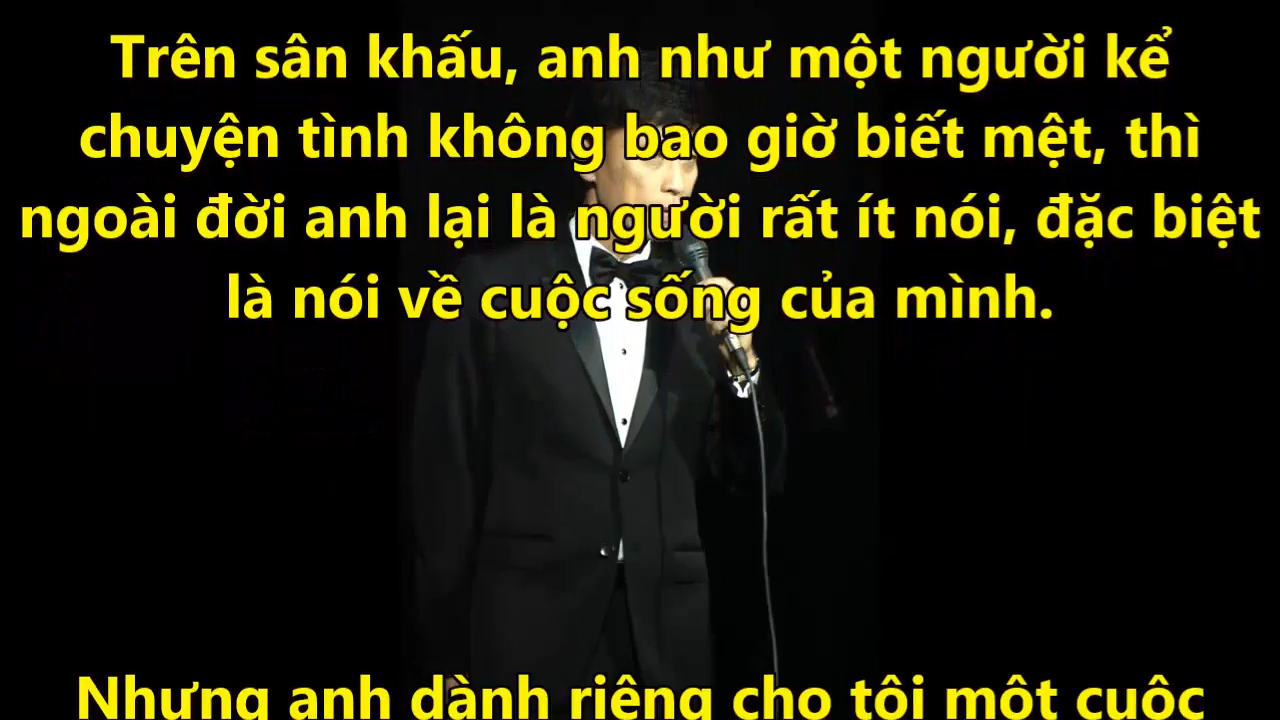 Trên sân khấu, anh như một người kể
chuyện tình không bao giờ biết mệt, thì
ngoài đời anh lại là người rất ít nói, đặc biệt
là nói về cuộc sống của mình.
Nhưng anh dành riêng cho tôi một cuộc